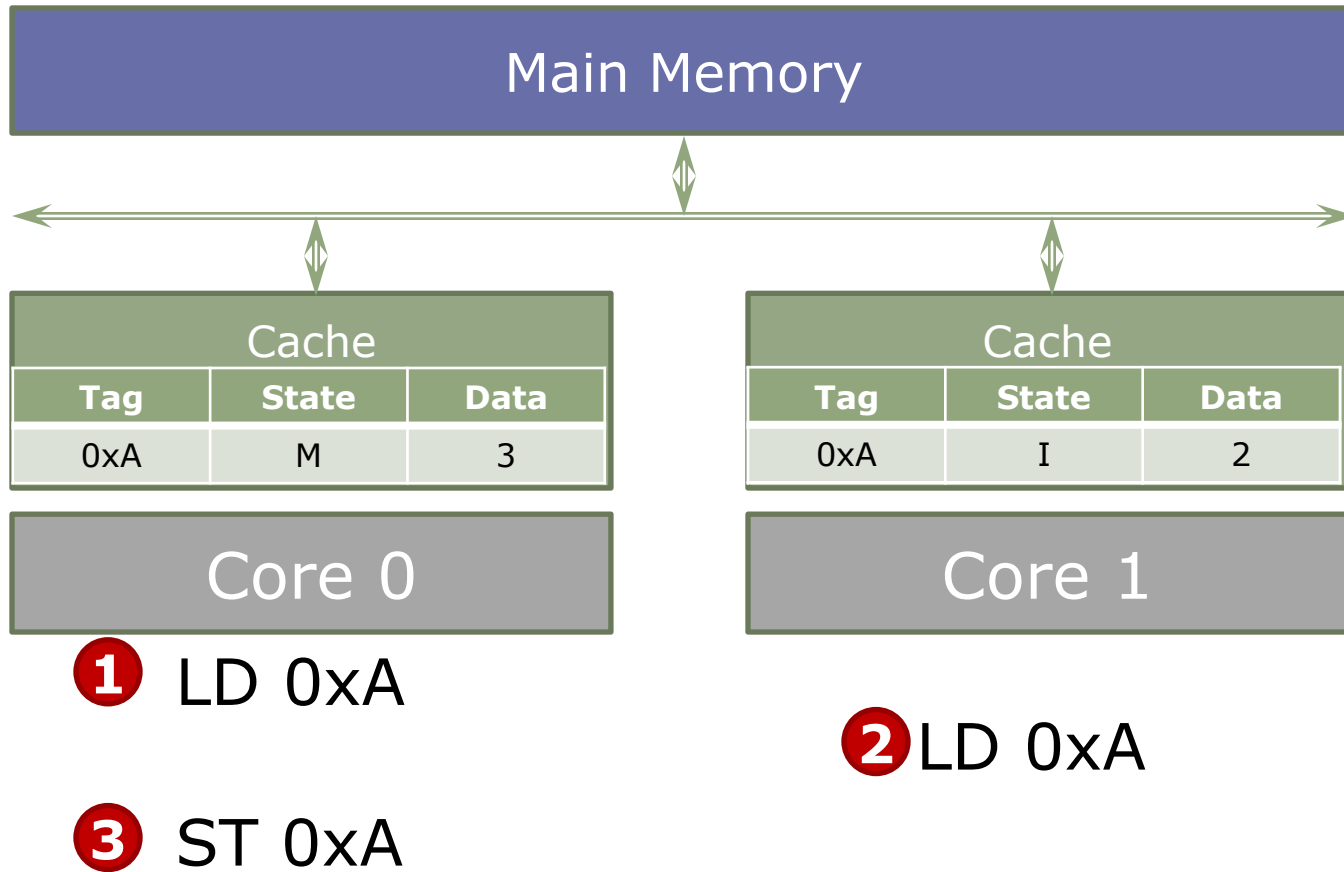 Main Memory
Cache
Tag State Data
0xA M 3
Core 0
Cache
Tag State Data
0xA I 2
Core 1
1 LD 0xA
2 LD 0xA
3 ST 0xA